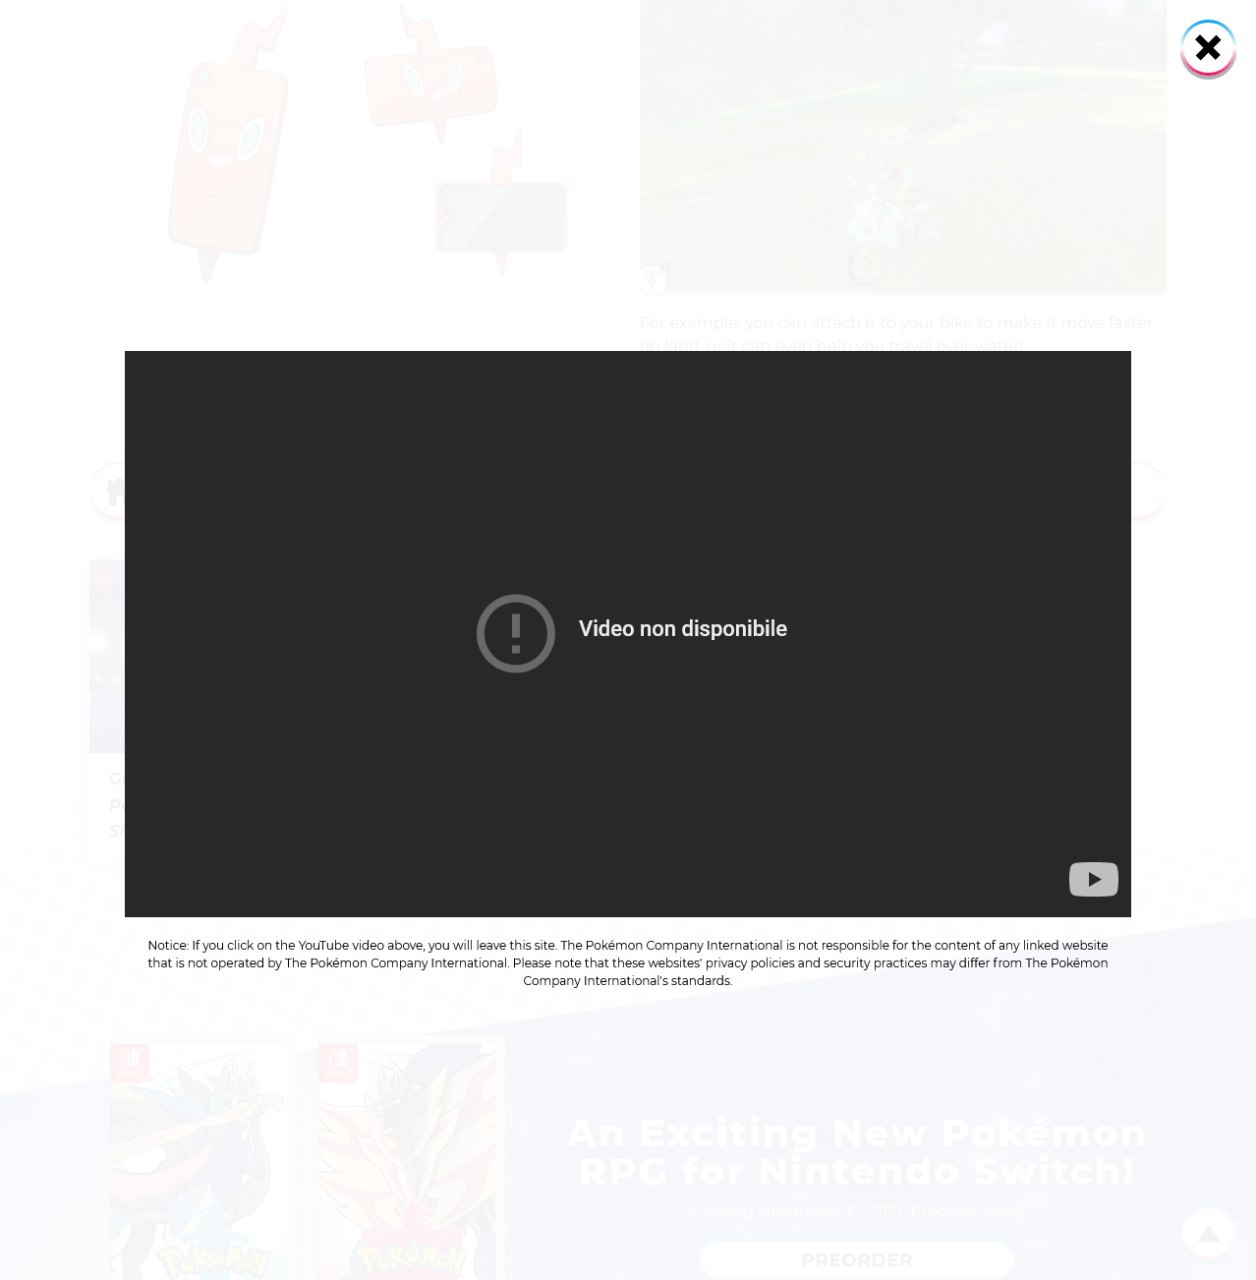 For example, you can attach it to your bike to make it move faster
on land, or it can even help you travel over water!
Video non disponibile
Notice: If you click on the YouTube video above, you will leave this site. The Pokémon Company International is not responsible for the content of any linked website
that is not operated by The Pokémon Company International. Please note that these websites' privacy policies and security practices may differ from The Pokémon
Company International's standards.
An Exciting New Pokémon
RPG for Nintendo Switch!
Coming November 15, 2019! Preorder Now!
PREORDER
POKÉMON
POKÉMON